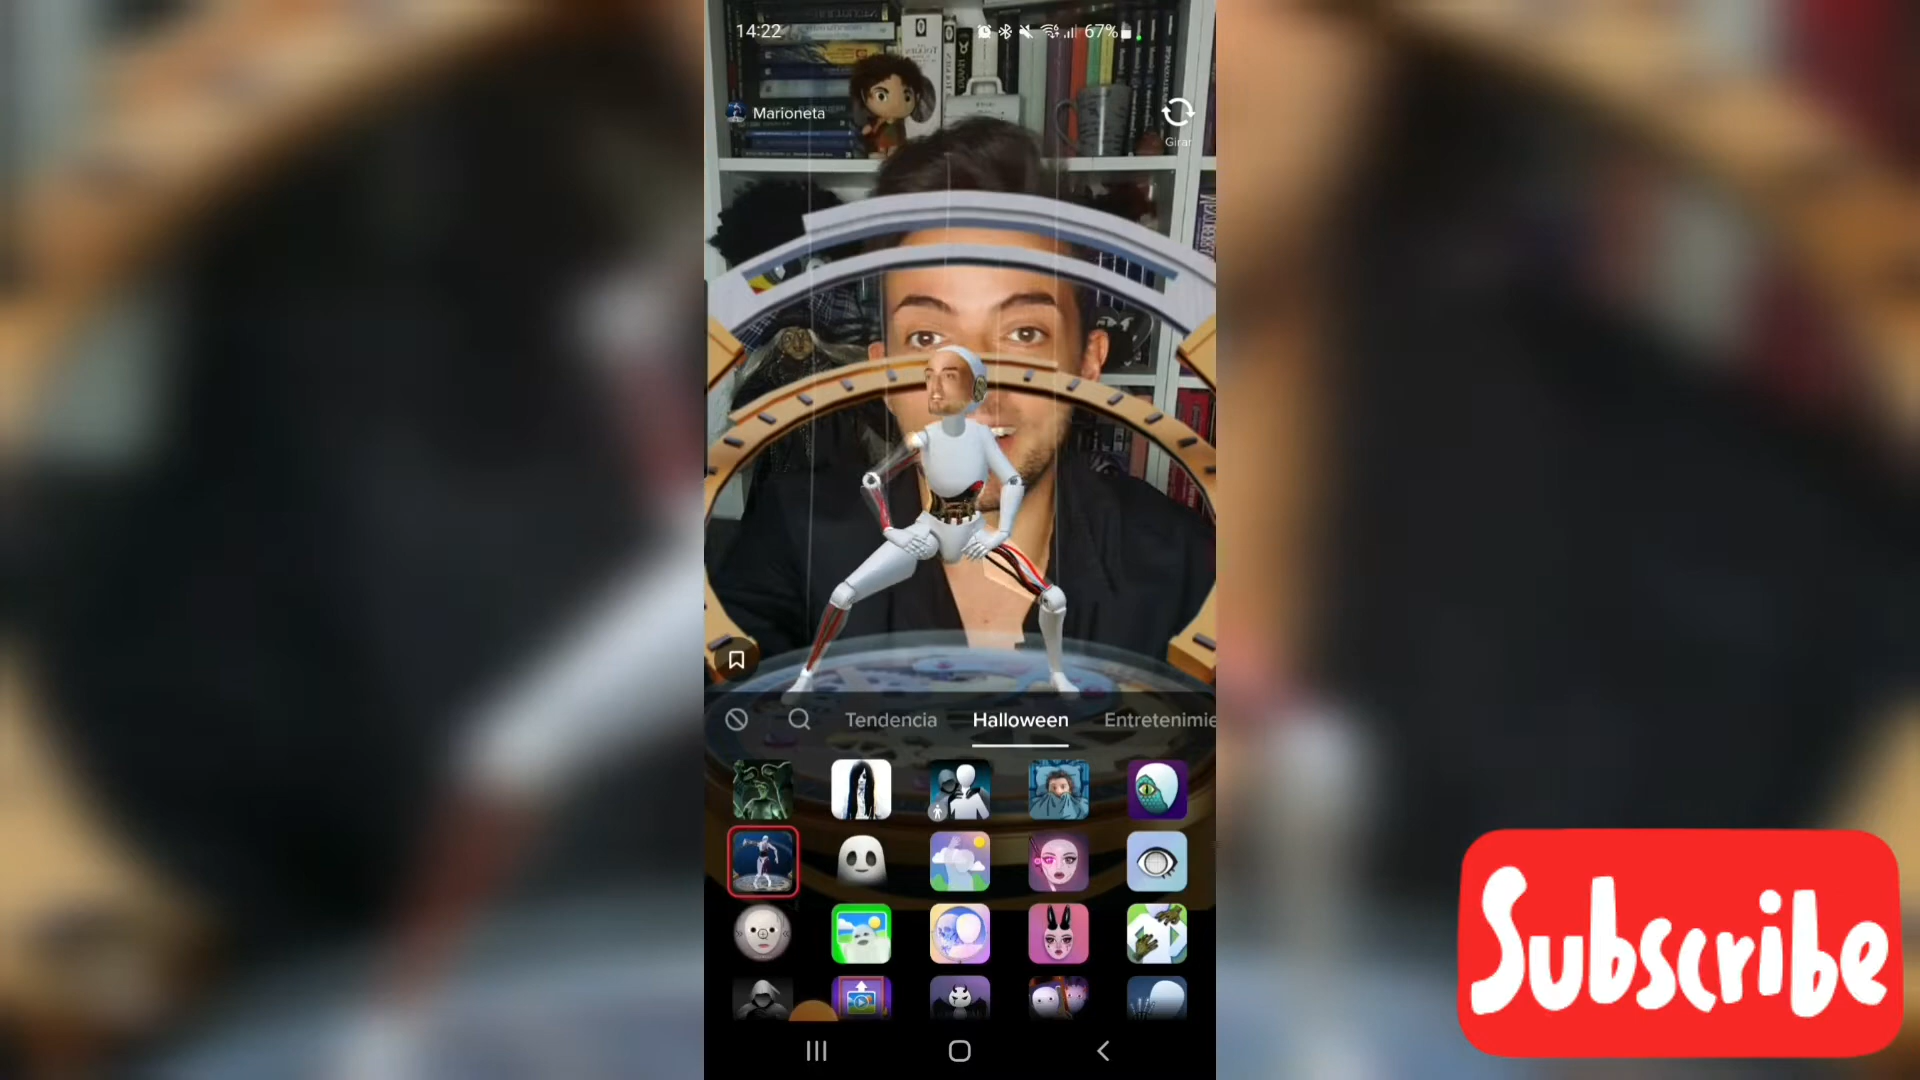 14:22
67%
Marioneta
Girar
Tendencia
Halloween
Entretenimie
Subscribe